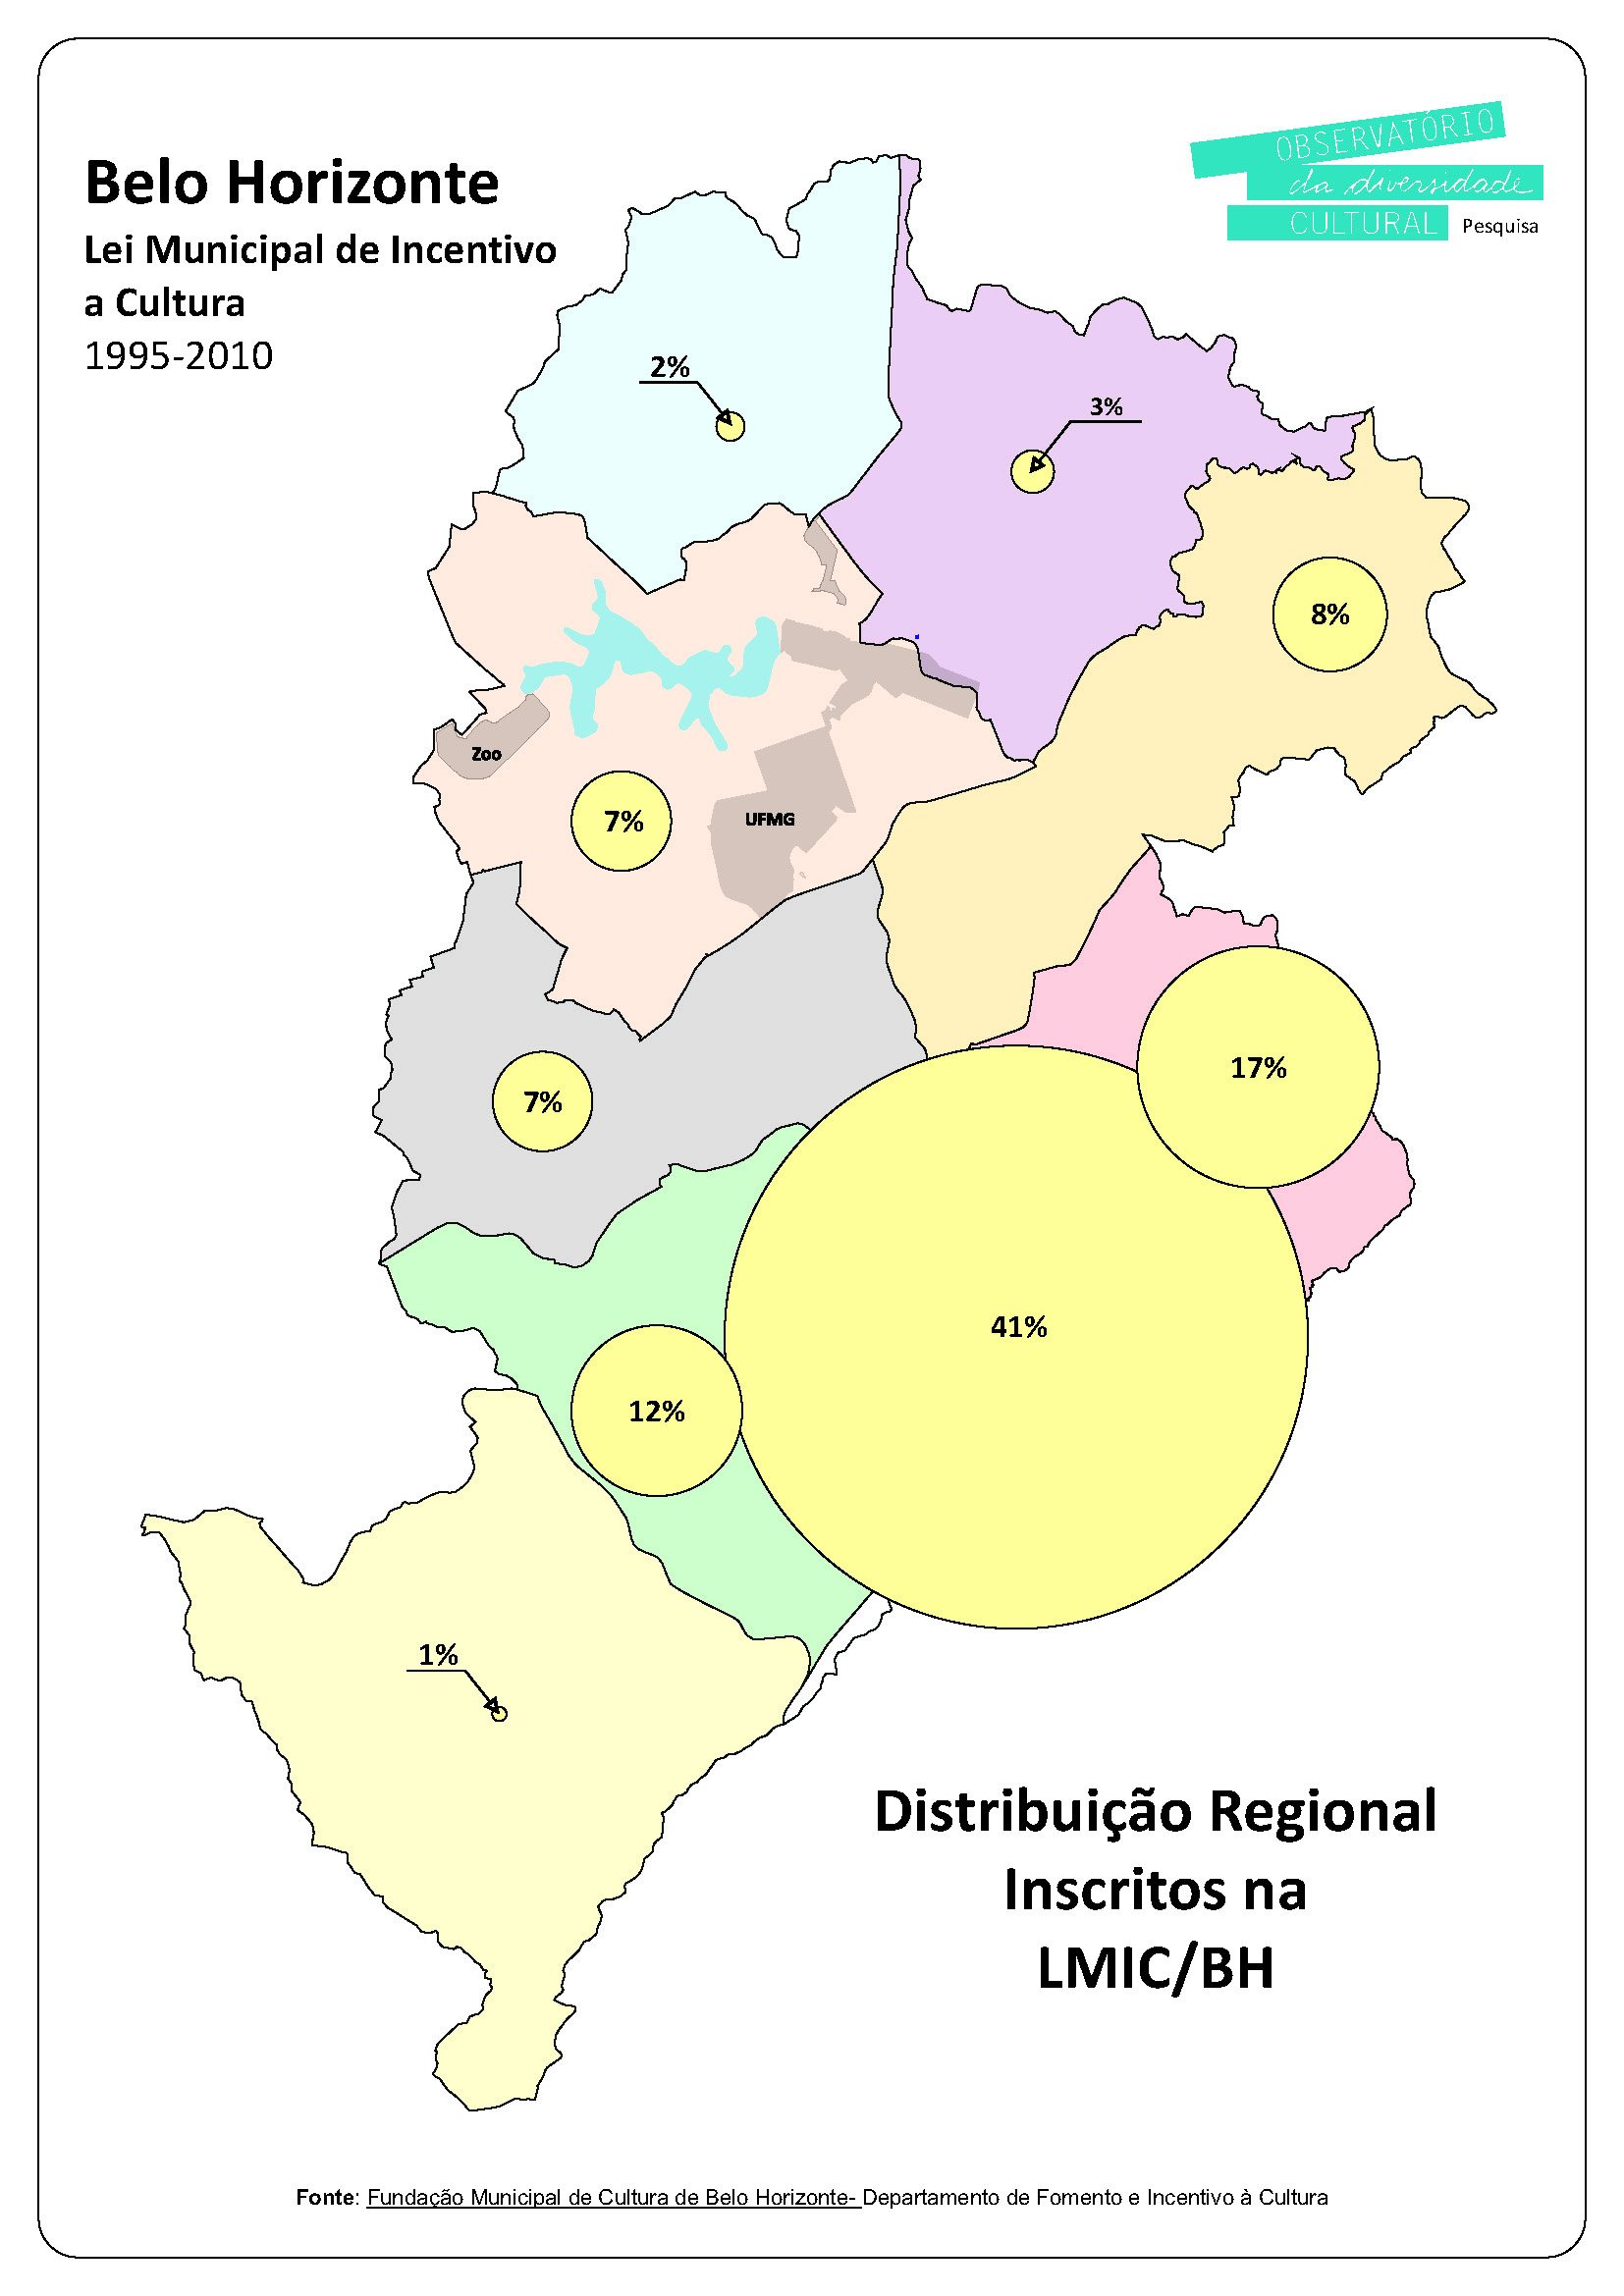 OBSERVATÓRIO
da diversidade
CULTURAL Pesquisa
Belo Horizonte
Lei Municipal de Incentivo
a Cultura
1995-2010
2%
3%
8%
Zoo
7%
UFMG
17%
7%
41%
12%
1%
Distribuição Regional
Inscritos na
LMIC/BH
Fonte: Fundação Municipal de Cultura de Belo Horizonte- Departamento de Fomento e Incentivo à Cultura